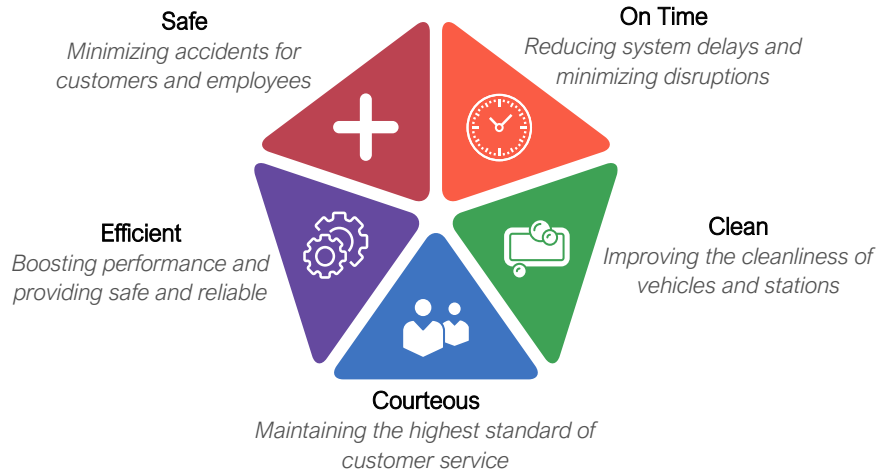 Safe
Minimizing accidents for
customers and employees
On Time
Reducing system delays and
minimizing disruptions
Efficient
Boosting performance and
providing safe and reliable
Clean
Improving the cleanliness of
vehicles and stations
Courteous
Maintaining the highest standard of
customer service